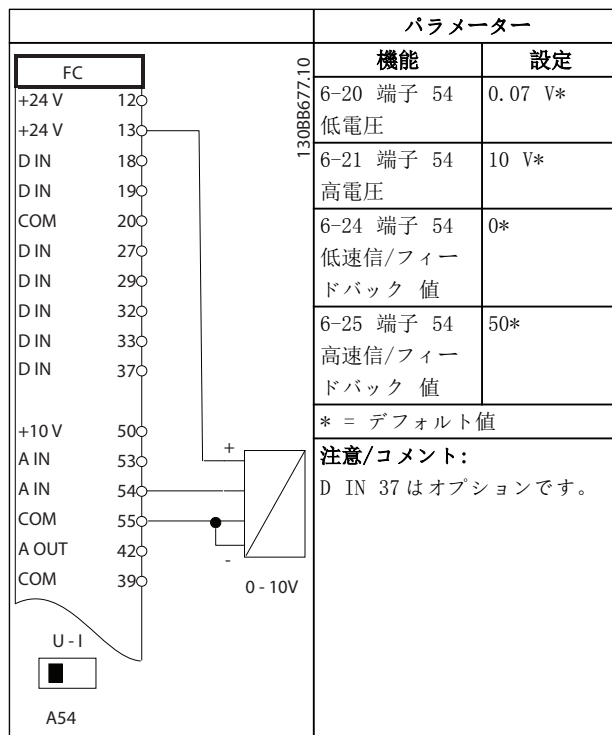 FC
+24 V 12
+24 V 13
D IN 18
D IN 19
COM 20
D IN 27
D IN 29
D IN 32
D IN 33
D IN 37
+10 V 50
A IN 53
A IN 54
COM 55
A OUT 42
COM 39
+
-
0 - 10V
U - I
A54
130BB677.10
パラメーター
機能 設定
6-20 端子 54 0.07 V*
低電圧
6-21 端子 54 10 V*
高電圧
6-24 端子 54 0*
低速信/フィー
ドバック 値
6-25 端子 54 50*
高速信/フィー
ドバック 値
* = デフォルト値
注意/コメント:
D IN 37 はオプションです。